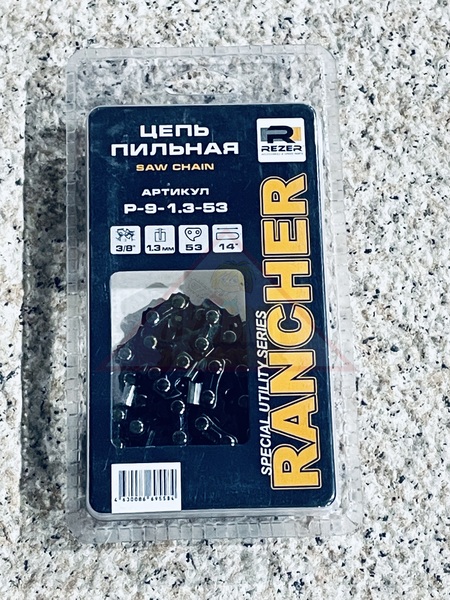 ЦЕПЬ
ПИЛЬНАЯ
SAW CHAIN
АРТИКУЛ
P-9-1.3-53
3/8"
1.3 мм
53
14"
R
REZER
RANCHER
SPECIAL UTILITY SERIES